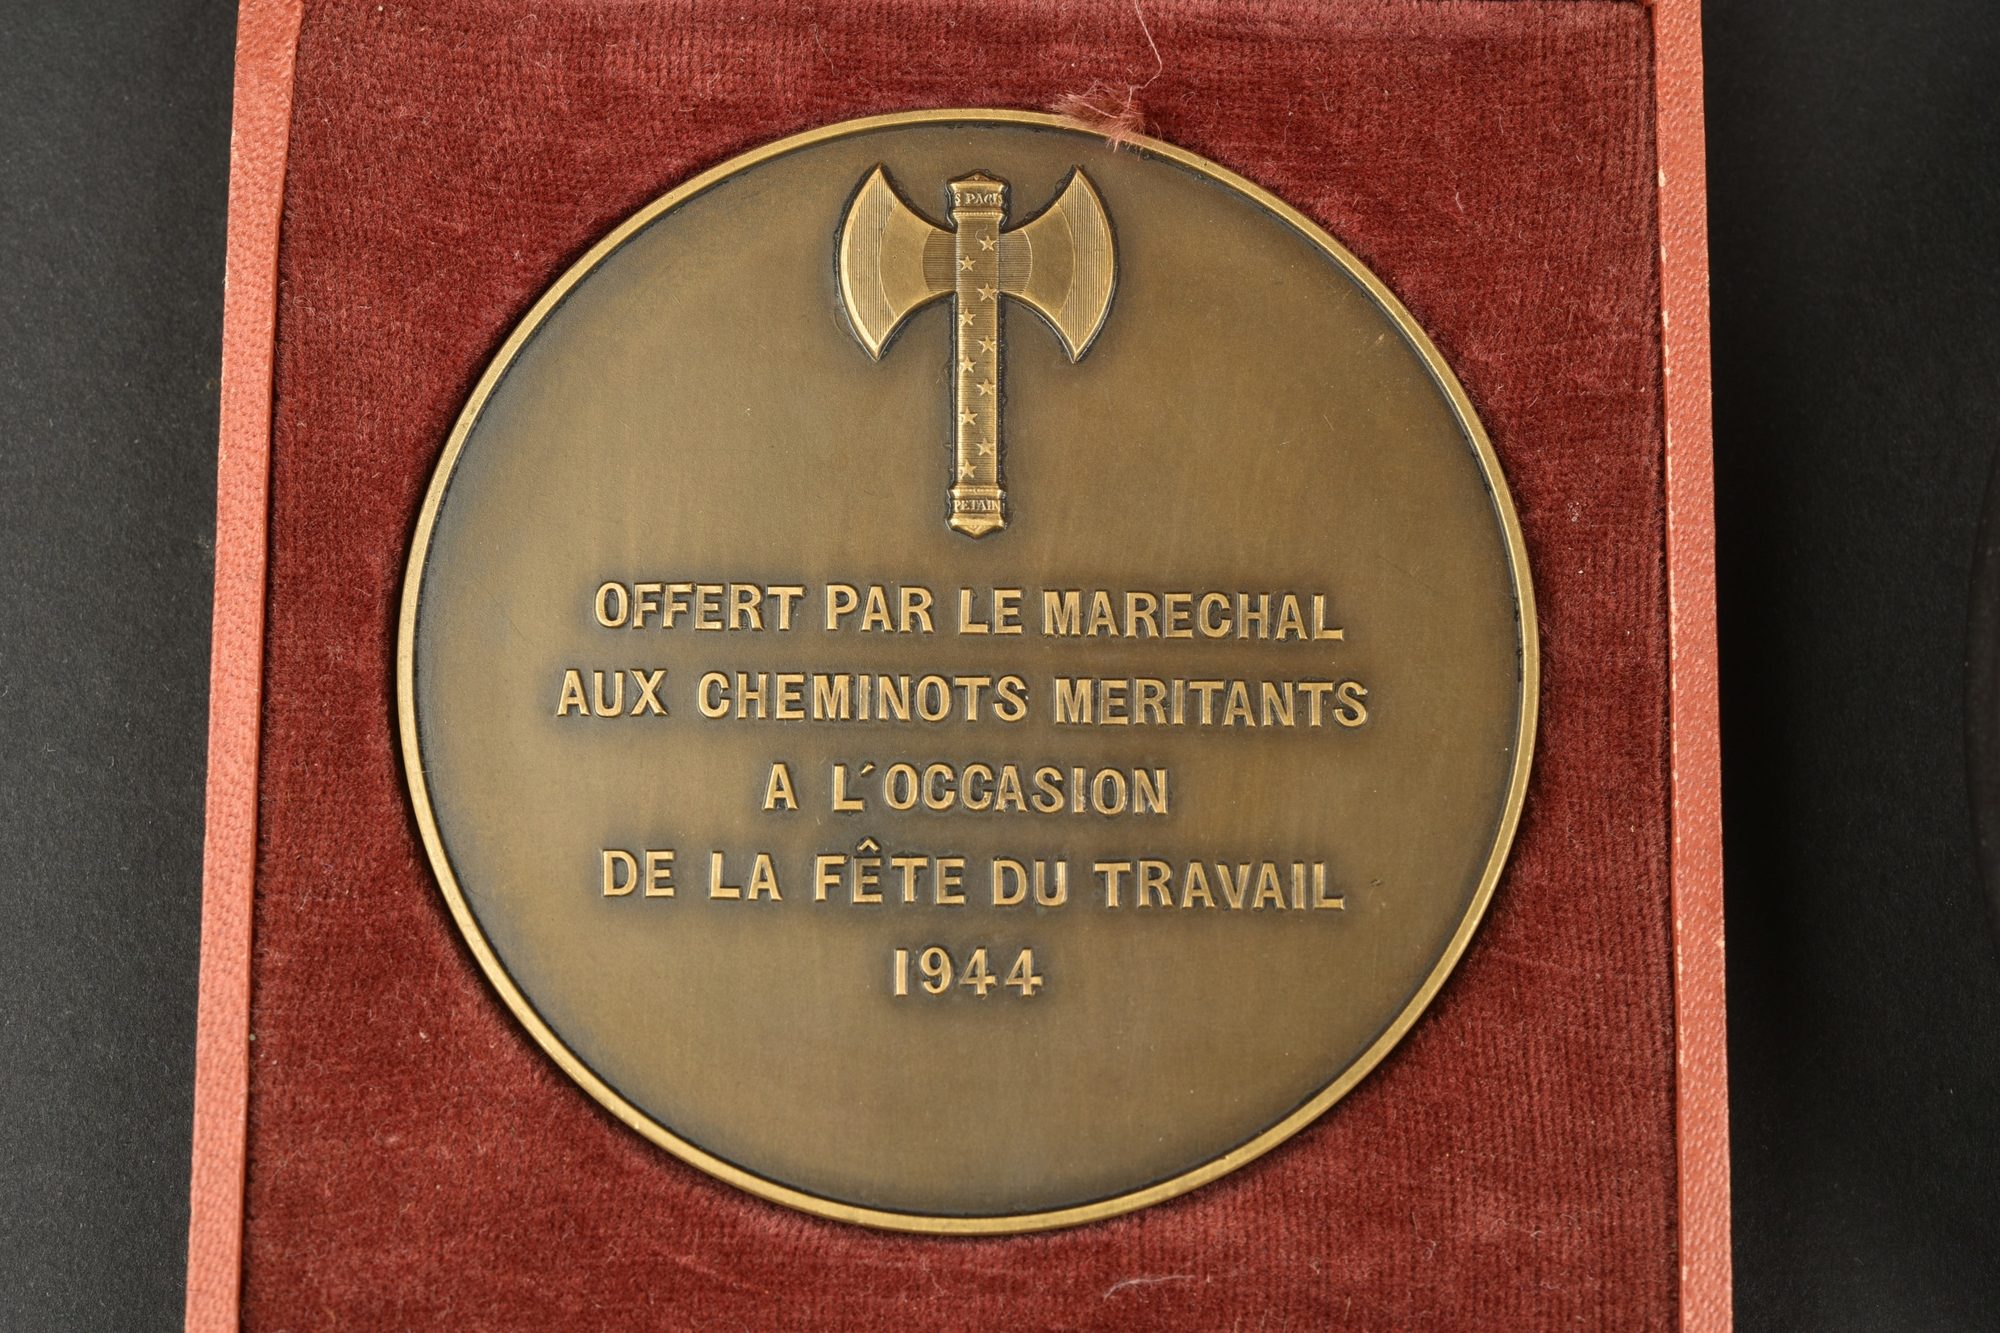 S PACIS
PETAIN
OFFERT PAR LE MARECHAL
AUX CHEMINOTS MERITANTS
A L'OCCASION
DE LA FÊTE DU TRAVAIL
1944